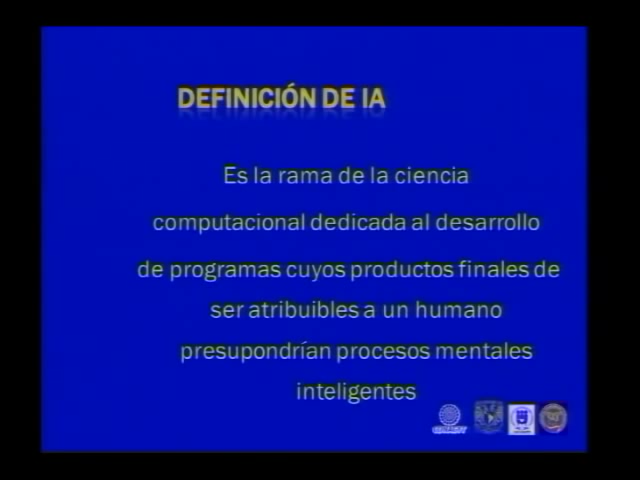 DEFINICIÓN DE IA
Es la rama de la ciencia
computacional dedicada al desarrollo
de programas cuyos productos finales de
ser atribuibles a un humano
presupondrían procesos mentales
inteligentes